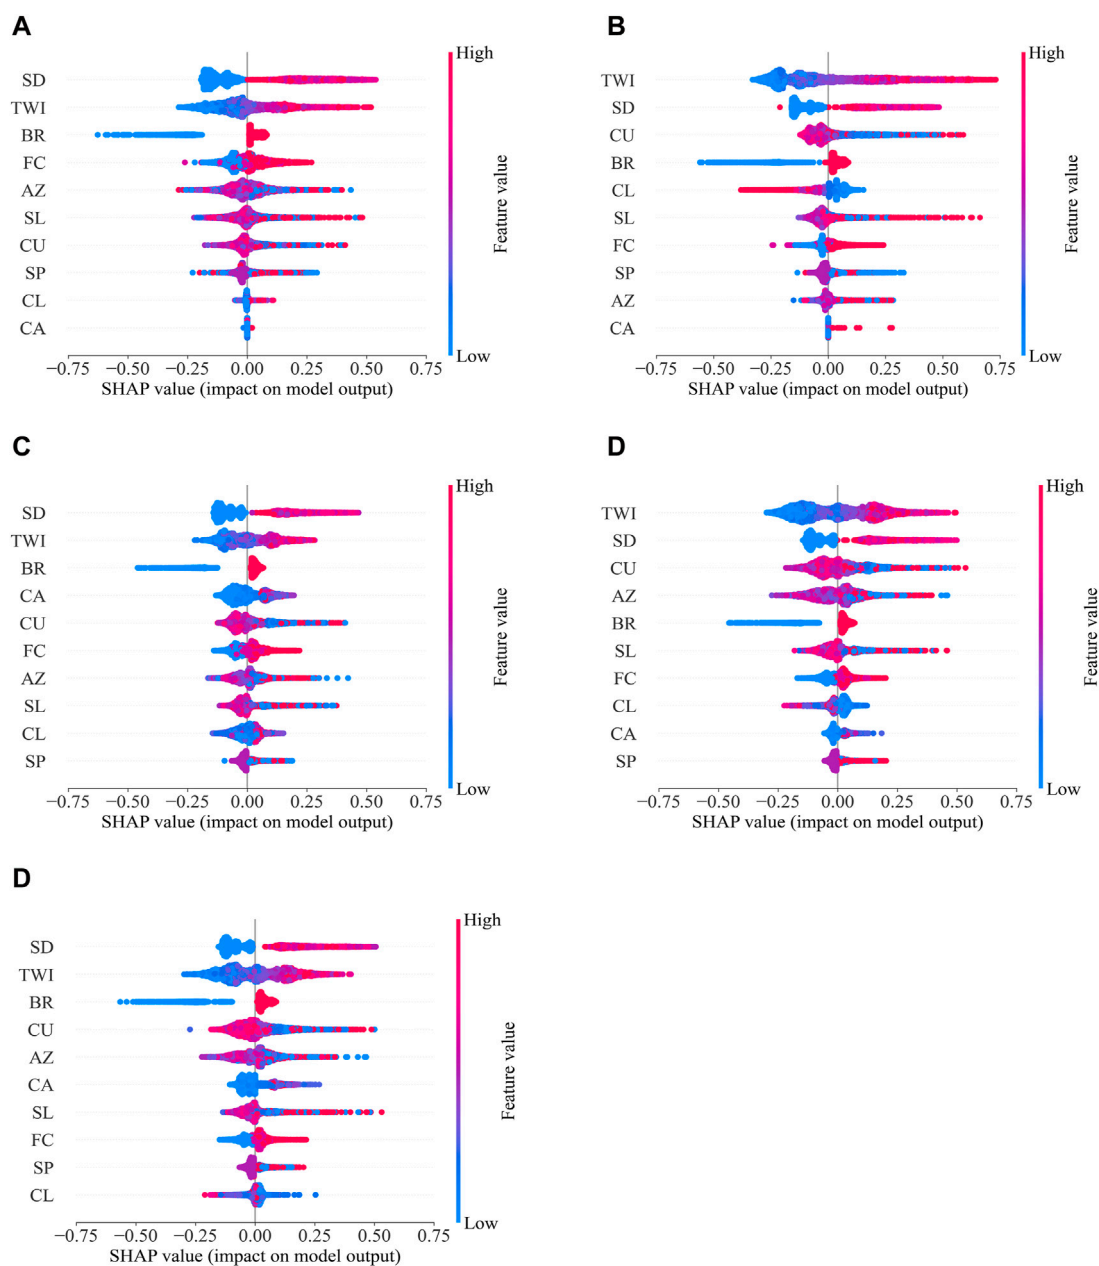 A
High
SD
TWI
BR
FC
AZ
SL
CU
SP
CL
CA
Feature value
Low
−0.75 −0.50 −0.25 0.00 0.25 0.50 0.75
SHAP value (impact on model output)
B
High
TWI
SD
CU
BR
CL
SL
FC
SP
AZ
CA
Feature value
Low
−0.75 −0.50 −0.25 0.00 0.25 0.50 0.75
SHAP value (impact on model output)
C
High
SD
TWI
BR
CA
CU
FC
AZ
SL
CL
SP
Feature value
Low
−0.75 −0.50 −0.25 0.00 0.25 0.50 0.75
SHAP value (impact on model output)
D
High
TWI
SD
CU
AZ
BR
SL
FC
CL
CA
SP
Feature value
Low
−0.75 −0.50 −0.25 0.00 0.25 0.50 0.75
SHAP value (impact on model output)
D
High
SD
TWI
BR
CU
AZ
CA
SL
FC
SP
CL
Feature value
Low
−0.75 −0.50 −0.25 0.00 0.25 0.50 0.75
SHAP value (impact on model output)